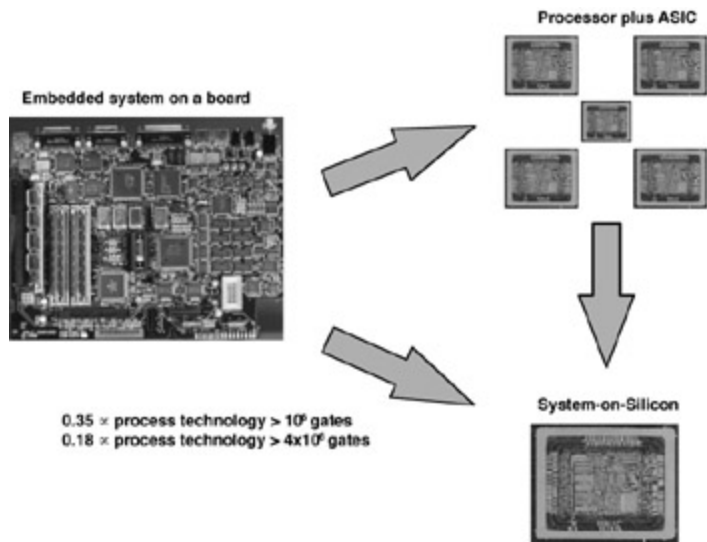 Processor plus ASIC
Embedded system on a board
System-on-Silicon
0.35 ∝ process technology > 10⁶ gates
0.18 ∝ process technology > 4x10⁶ gates